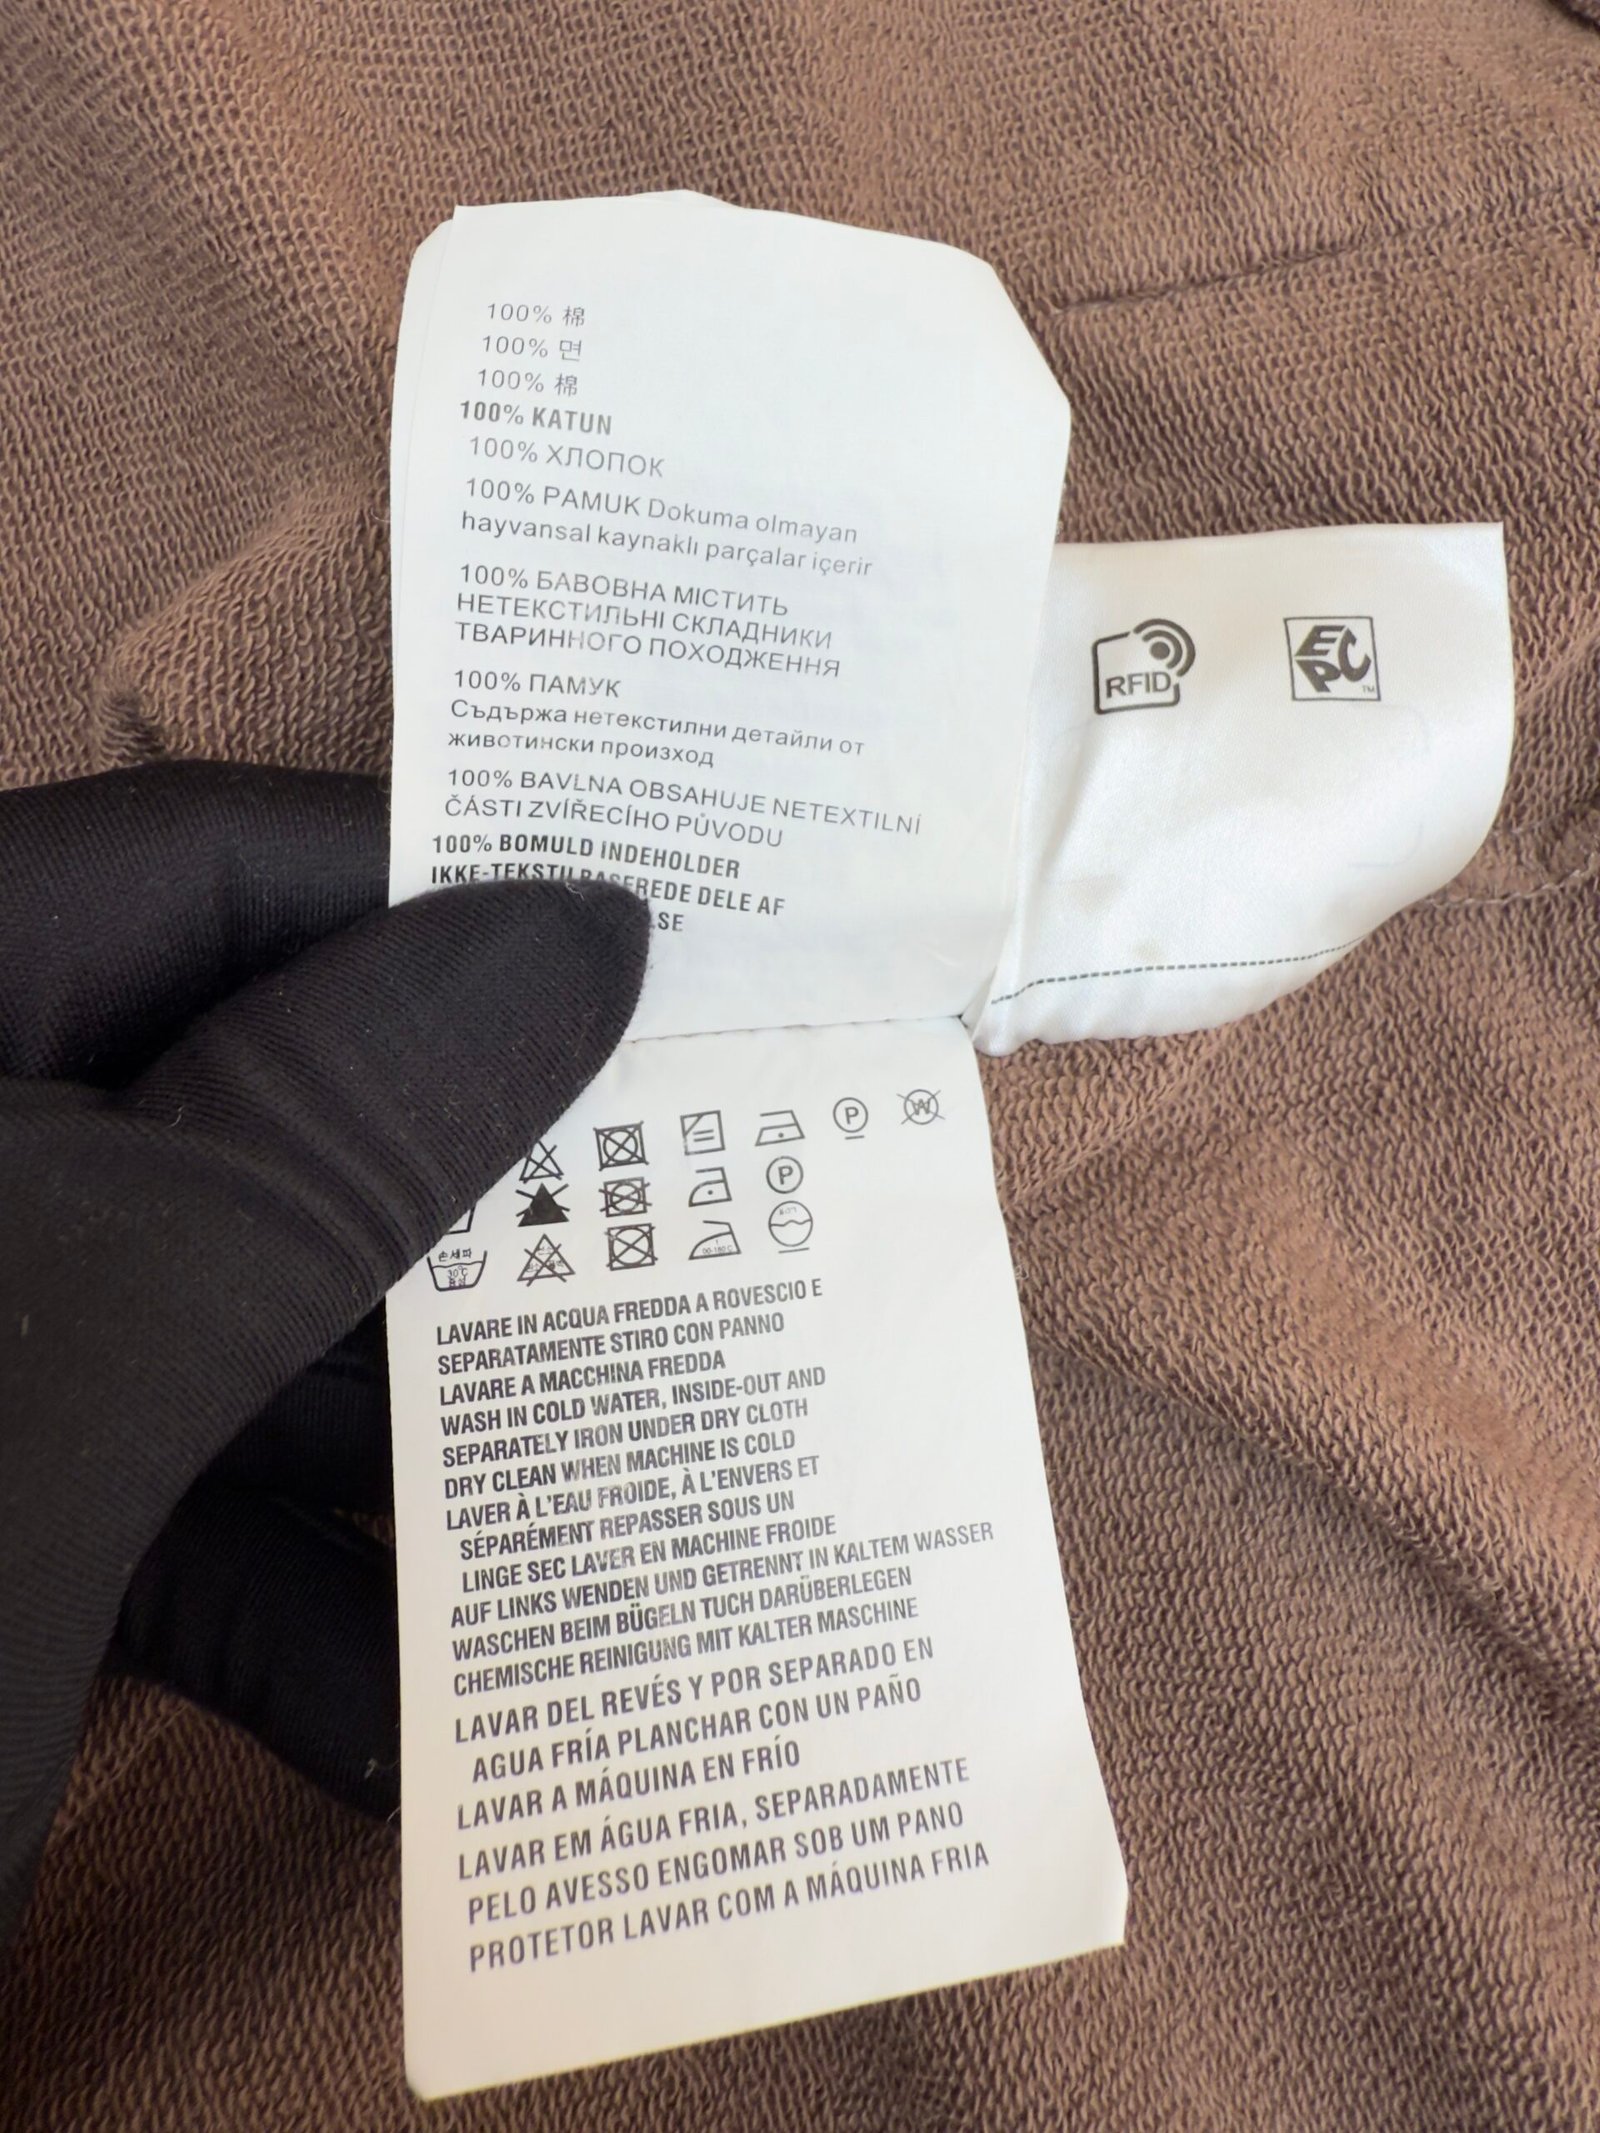 100% 棉
100% 면
100% 棉
100% KATUN
100% ХЛОПОК
100% PAMUK Dokuma olmayan
hayvansal kaynaklı parçalar içerir
100% БАВОВНА МІСТИТЬ
НЕТЕКСТИЛЬНІ СКЛАДНИКИ
ТВАРИННОГО ПОХОДЖЕННЯ
100% ПАМУК
Съдържа нетекстилни детайли от
животински произход
100% BAVLNA OBSAHUJE NETEXTILNÍ
ČÁSTI ZVÍŘECÍHO PŮVODU
100% BOMULD INDEHOLDER
DELE AF
RFID
EPC™
P
W
P
손세파
30℃
중성
LAVARE IN ACQUA FREDDA A ROVESCIO E
SEPARATAMENTE STIRO CON PANNO
LAVARE A MACCHINA FREDDA
WASH IN COLD WATER, INSIDE-OUT AND
SEPARATELY IRON UNDER DRY CLOTH
DRY CLEAN WHEN MACHINE IS COLD
LAVER À L'EAU FROIDE, À L'ENVERS ET
SÉPARÉMENT REPASSER SOUS UN
LINGE SEC LAVER EN MACHINE FROIDE
AUF LINKS WENDEN UND GETRENNT IN KALTEM WASSER
WASCHEN BEIM BÜGELN TUCH DARÜBERLEGEN
CHEMISCHE REINIGUNG MIT KALTER MASCHINE
LAVAR DEL REVÉS Y POR SEPARADO EN
AGUA FRÍA PLANCHAR CON UN PAÑO
LAVAR A MÁQUINA EN FRÍO
LAVAR EM ÁGUA FRIA, SEPARADAMENTE
PELO AVESSO ENGOMAR SOB UM PANO
PROTETOR LAVAR COM A MÁQUINA FRIA